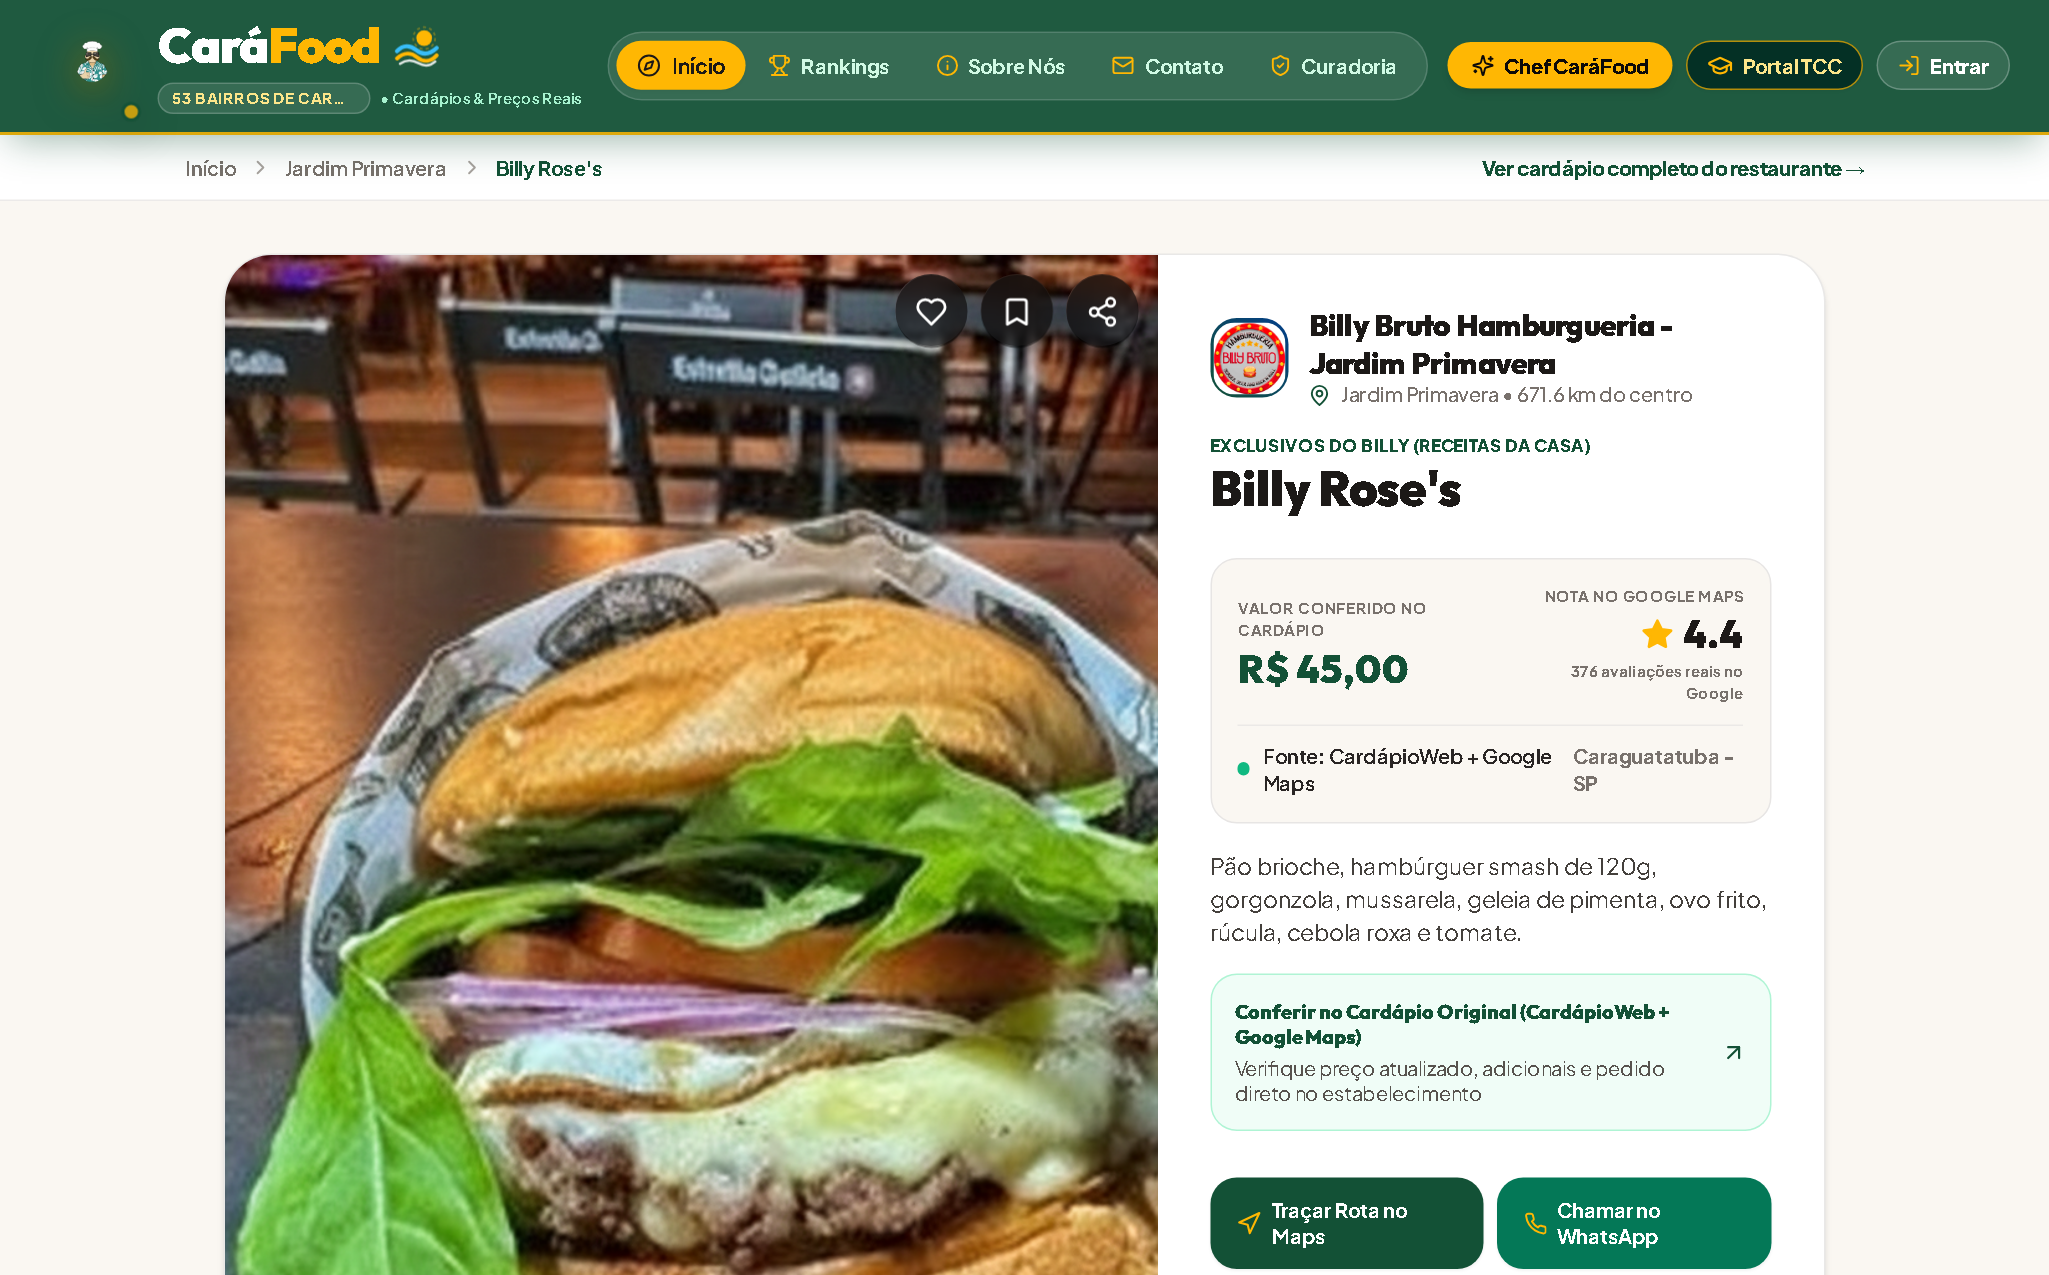 CaráFood
53 BAIRROS DE CAR...
• Cardápios & Preços Reais
Início
Rankings
Sobre Nós
Contato
Curadoria
Chef CaráFood
Portal TCC
Entrar
Início > Jardim Primavera > Billy Rose's
Ver cardápio completo do restaurante →
Estrella Galicia
Billy Bruto Hamburgueria -
Jardim Primavera
HAMBURGUERIA
BILLY BRUTO
Jardim Primavera • 671.6 km do centro
EXCLUSIVOS DO BILLY (RECEITAS DA CASA)
Billy Rose's
VALOR CONFERIDO NO
CARDÁPIO
R$ 45,00
NOTA NO GOOGLE MAPS
4.4
376 avaliações reais no
Google
Fonte: CardápioWeb + Google
Maps
Caraguatatuba -
SP
Pão brioche, hambúrguer smash de 120g,
gorgonzola, mussarela, geleia de pimenta, ovo frito,
rúcula, cebola roxa e tomate.
Conferir no Cardápio Original (CardápioWeb +
Google Maps)
Verifique preço atualizado, adicionais e pedido
direto no estabelecimento
Traçar Rota no
Maps
Chamar no
WhatsApp